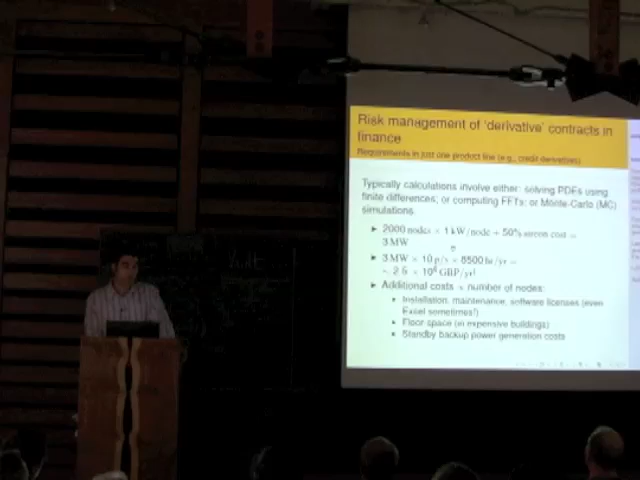 Risk management of 'derivative' contracts in
finance
Requirements in just one product line (e.g., credit derivatives)
Typically calculations involve either: solving PDEs using
finite differences; or computing FFTs; or Monte-Carlo (MC)
simulations
2000 nodes × 1 kW/node + 50% aircon cost =
3 MW
3 MW × 10 p/ × 8500 hr/yr =
~ 2.6 × 10⁶ GBP/yr!
Additional costs × number of nodes:
Installation, maintenance, software licenses (even
Excel sometimes!)
Floor-space (in expensive buildings)
Standby backup power generation costs